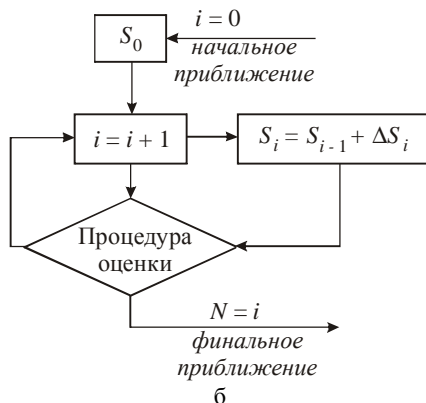 i = 0
S₀
начальное
приближение
i = i + 1
Sᵢ = Sᵢ₋₁ + ΔSᵢ
Процедура
оценки
N = i
финальное
приближение
б